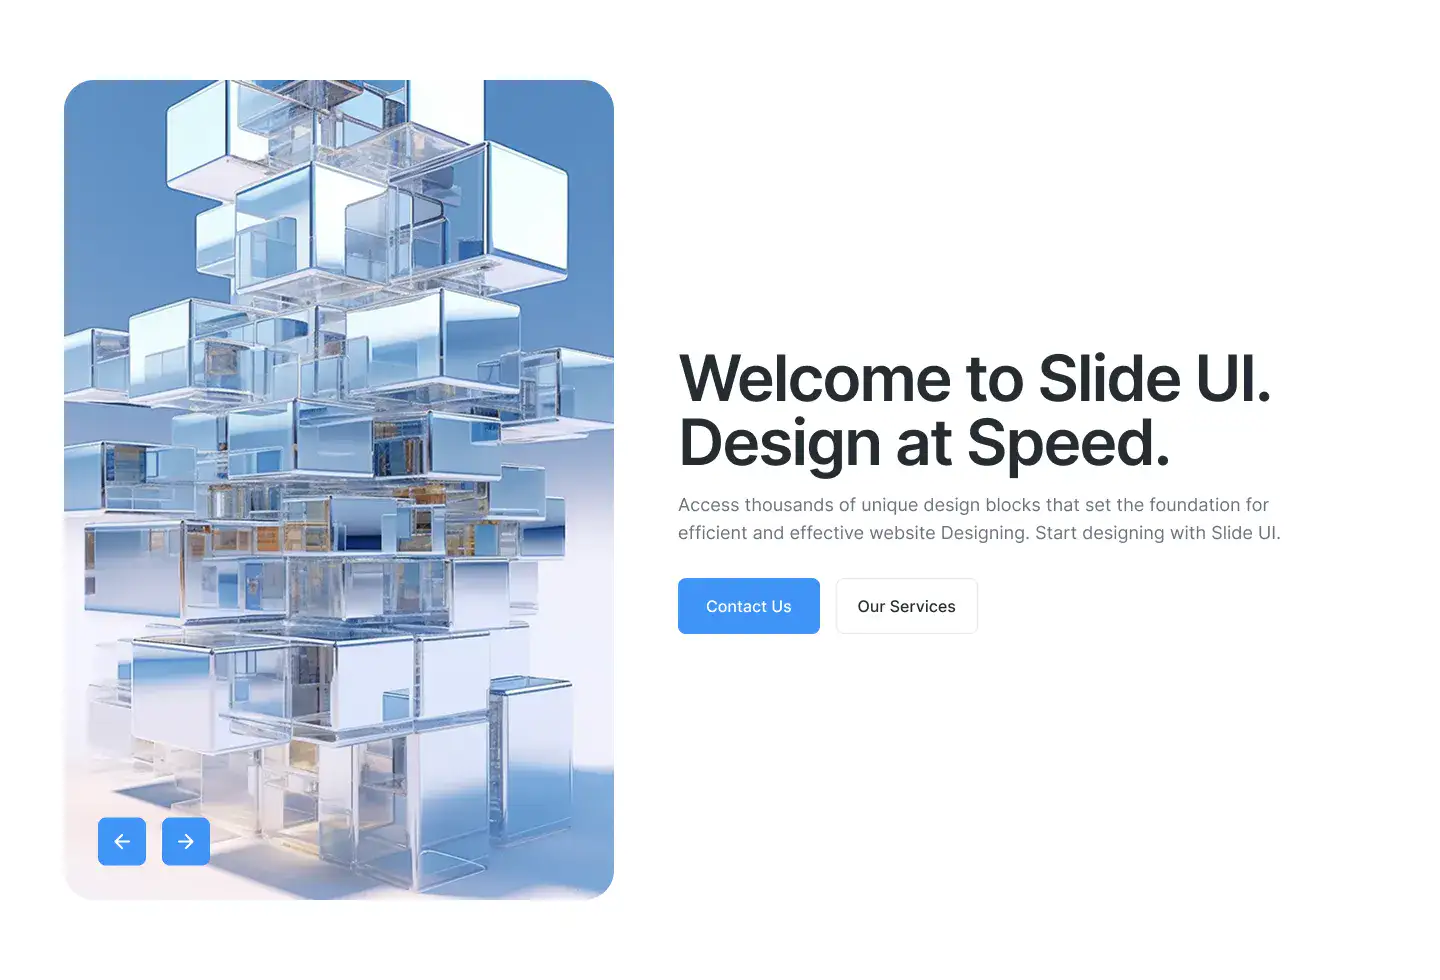 Welcome to Slide UI.
Design at Speed.
Access thousands of unique design blocks that set the foundation for
efficient and effective website Designing. Start designing with Slide UI.
Contact Us
Our Services